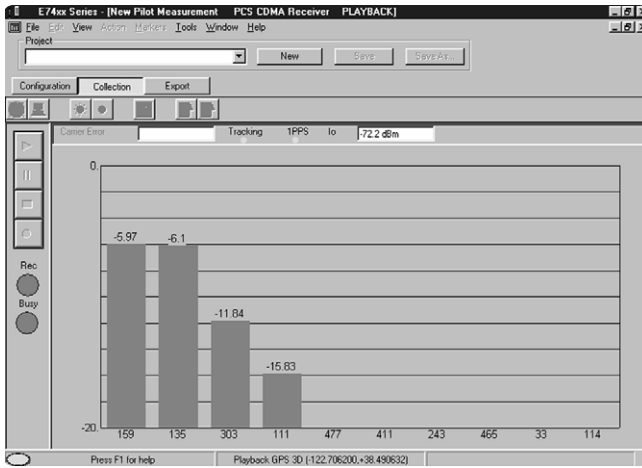 E74xx Series - [New Pilot Measurement PCS CDMA Receiver PLAYBACK]
File Edit View Action Markers Tools Window Help
Project
New Save Save As...
Configuration Collection Export
Carrier Error Tracking 1PPS Io -72.2 dBm
0.
-5.97 -6.1
-11.84
-15.83
Rec
Busy
-20.
159 135 303 111 477 411 243 465 33 114
Press F1 for help Playback GPS 3D (-122.706200,+38.490632)